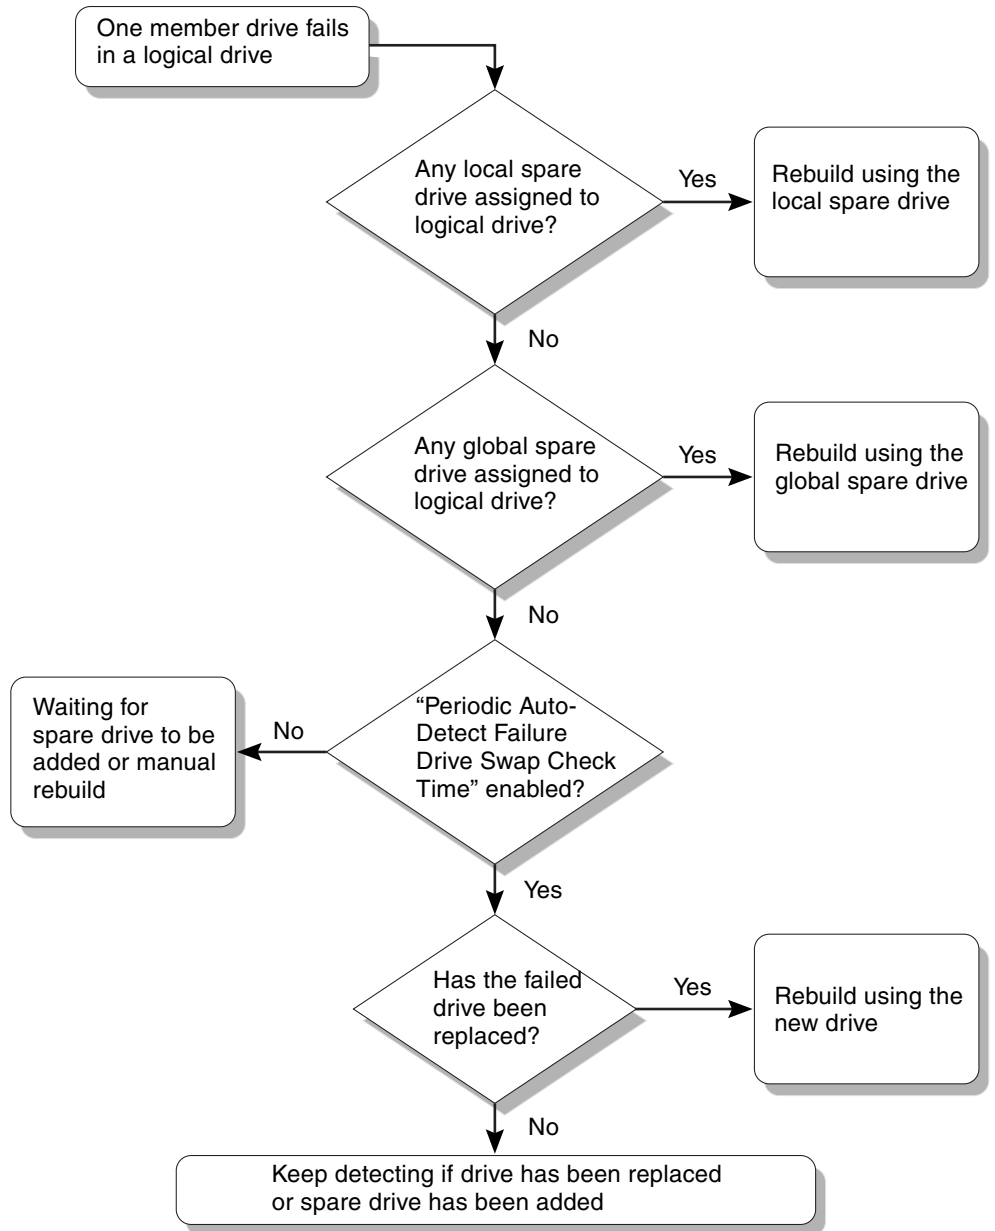 One member drive fails
in a logical drive
Any local spare
drive assigned to
logical drive?
Yes
Rebuild using the
local spare drive
No
Any global spare
drive assigned to
logical drive?
Yes
Rebuild using the
global spare drive
No
“Periodic Auto-
Detect Failure
Drive Swap Check
Time” enabled?
No
Waiting for
spare drive to be
added or manual
rebuild
Yes
Has the failed
drive been
replaced?
Yes
Rebuild using the
new drive
No
Keep detecting if drive has been replaced
or spare drive has been added